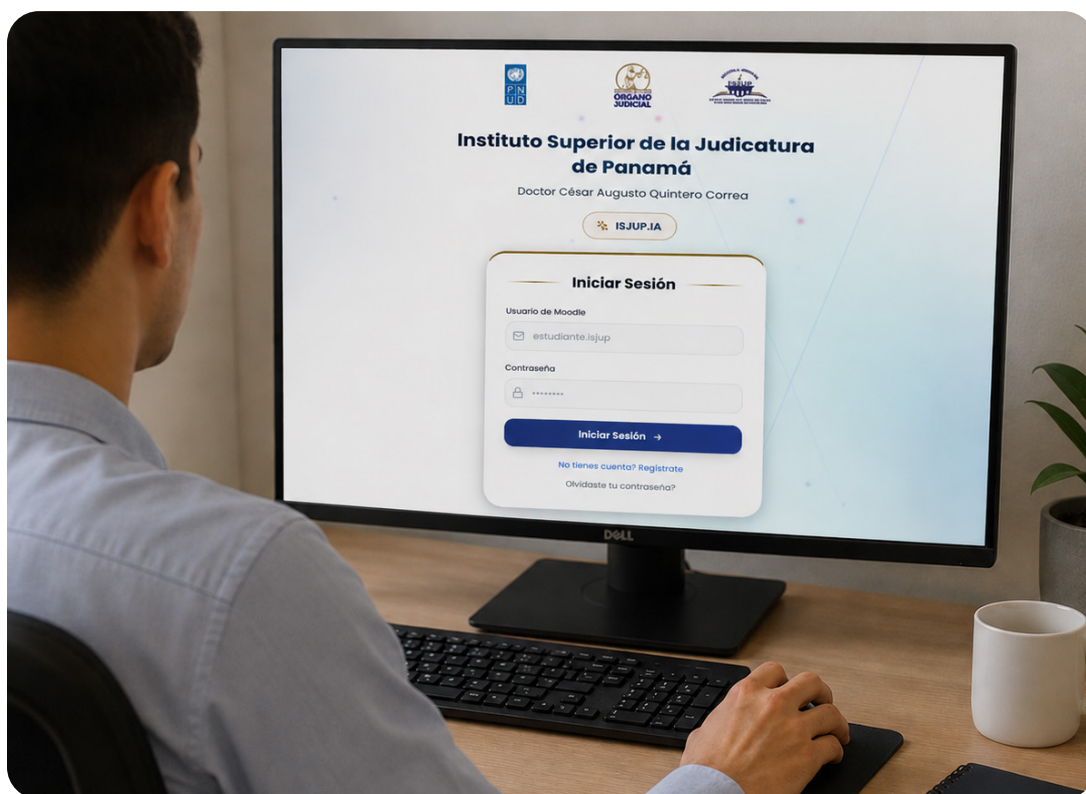 P N
U D
ÓRGANO
JUDICIAL
ISJUP
Instituto Superior de la Judicatura
de Panamá
Doctor César Augusto Quintero Correa
ISJUP.IA
Iniciar Sesión
Usuario de Moodle
estudiante.isjup
Contraseña
Iniciar Sesión
No tienes cuenta? Regístrate
Olvidaste tu contraseña?
DELL